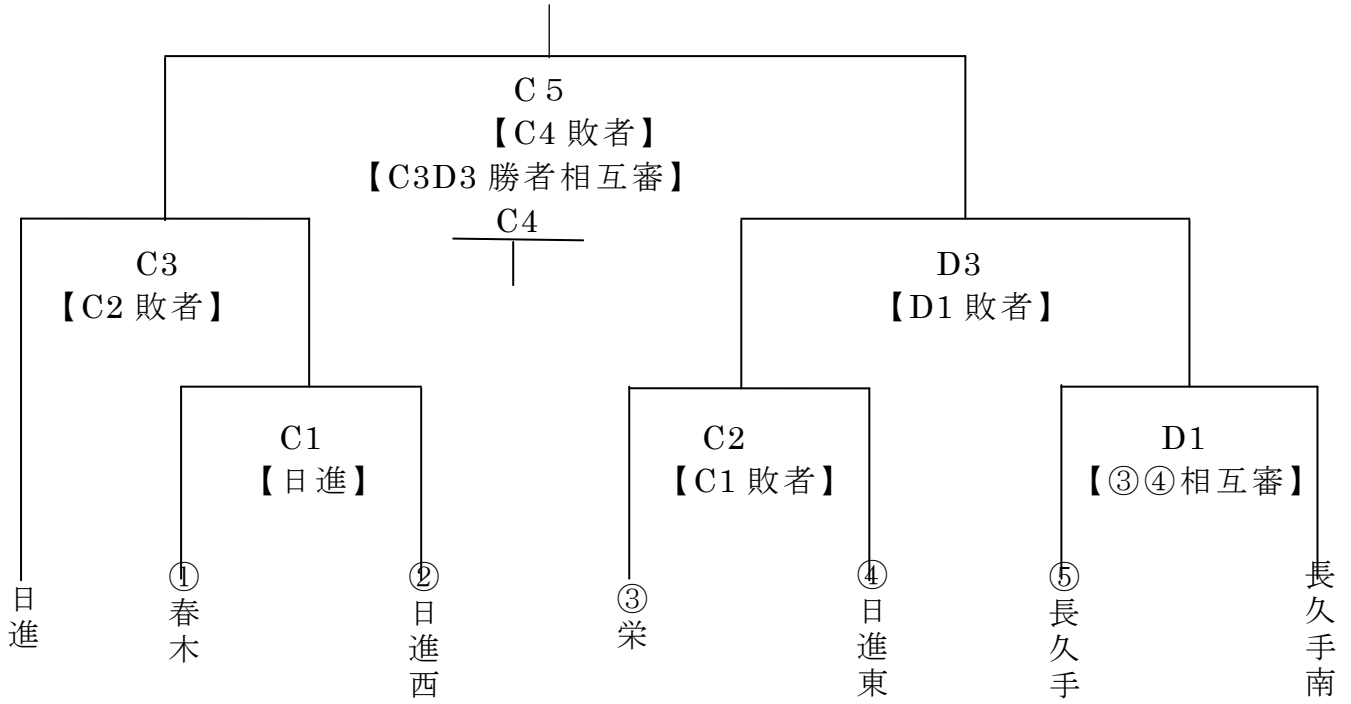 C５
【C4 敗者】
【C3D3 勝者相互審】
C4
C3
【C2 敗者】
D3
【D1 敗者】
C1
【日進】
C2
【C1 敗者】
D1
【③④相互審】
日進
①春木
②日進西
③栄
④日進東
⑤長久手
長久手南